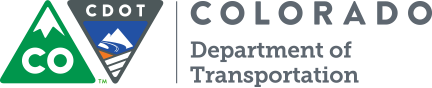 CO
TM
CDOT
COLORADO
Department of
Transportation